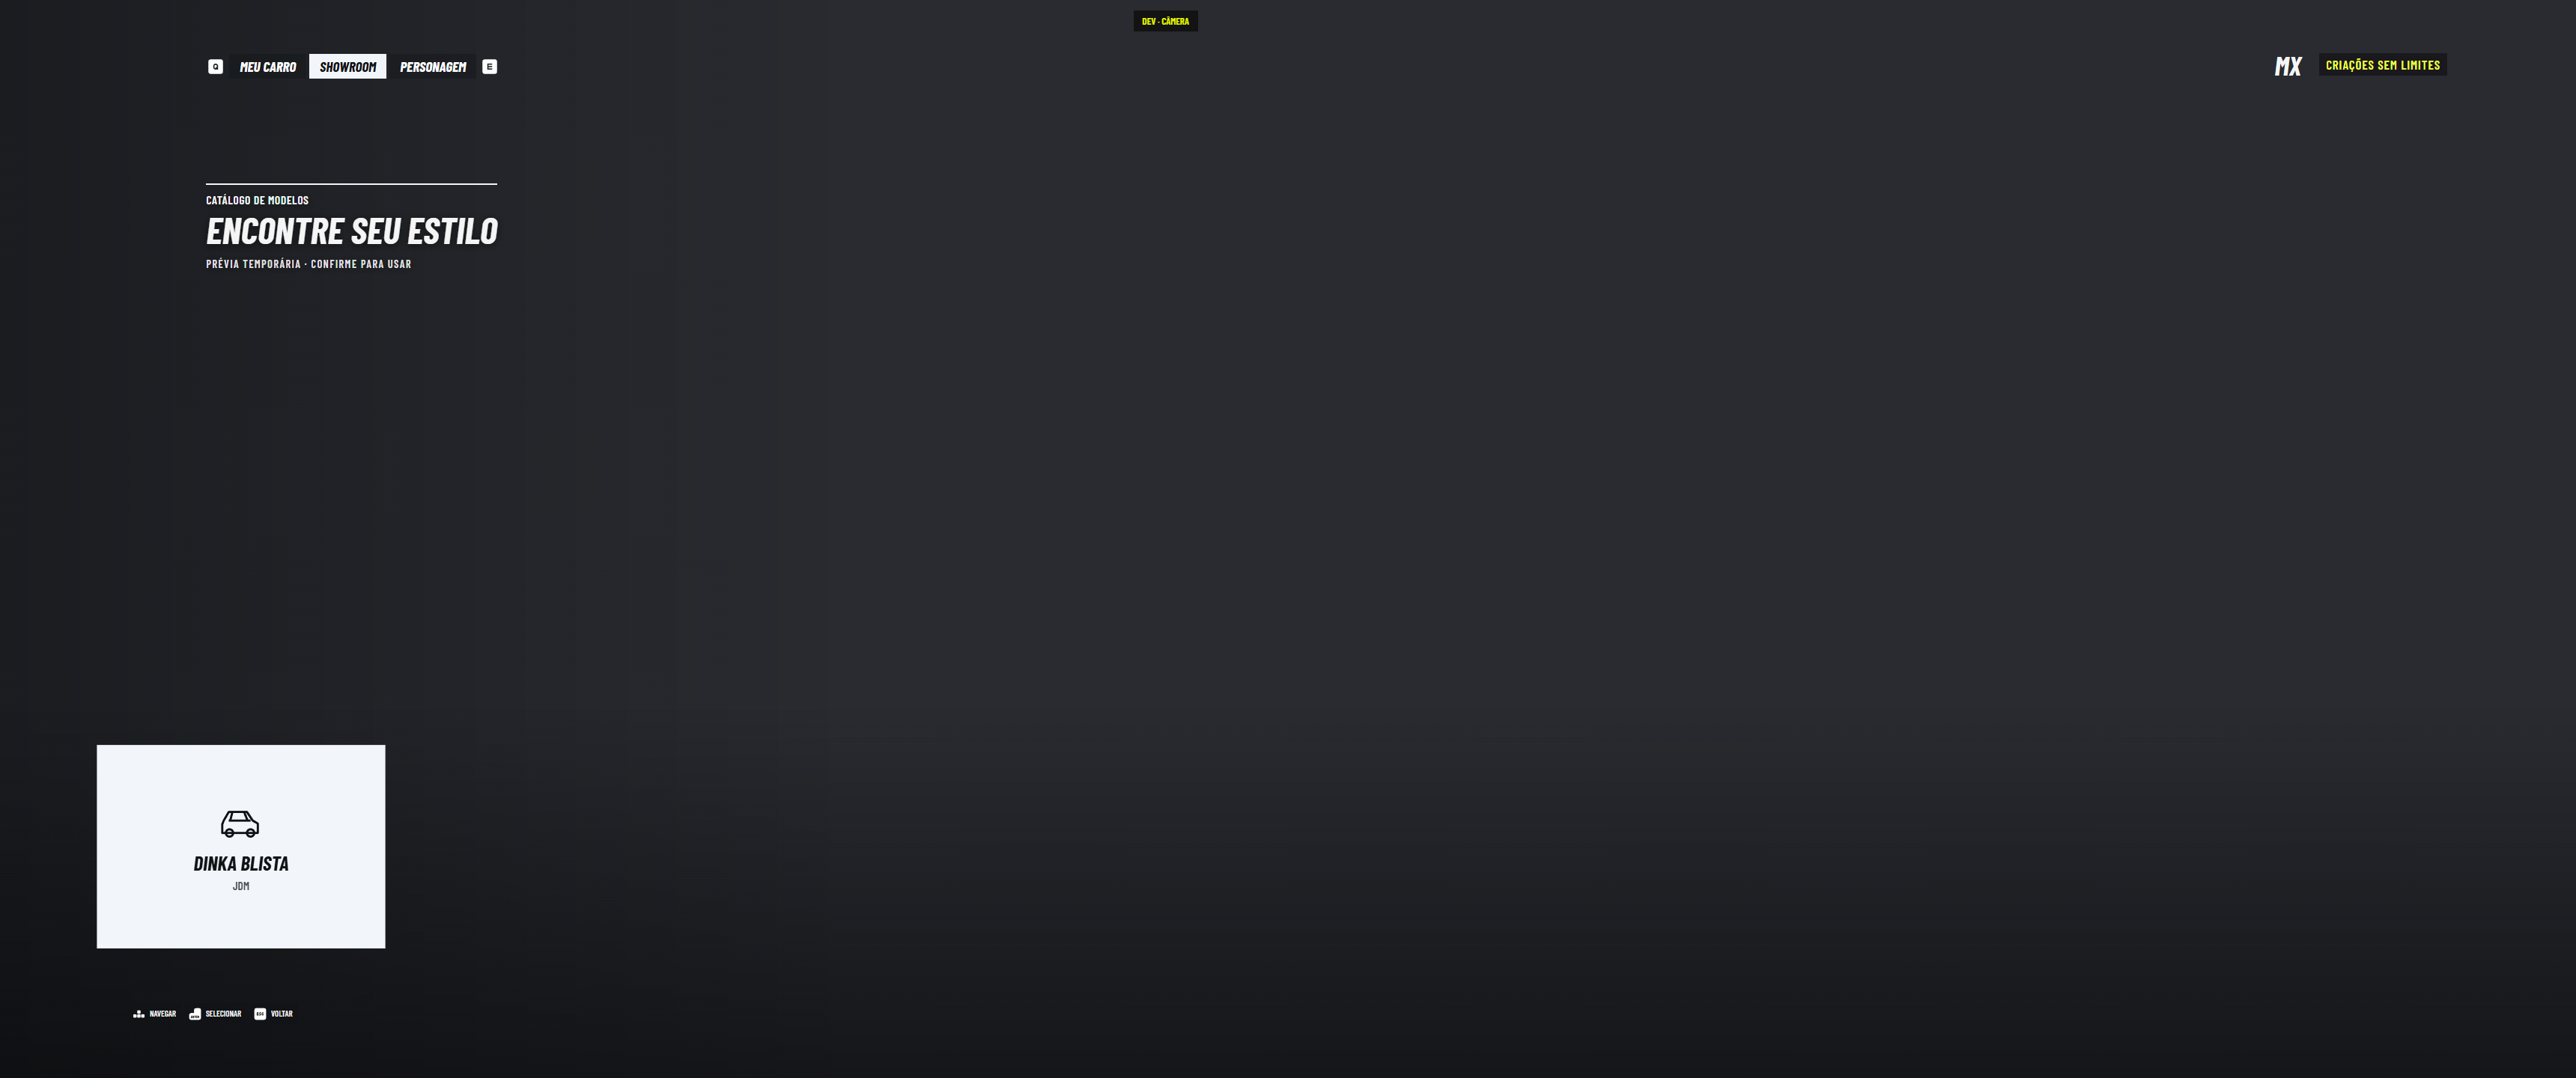 DEV · CÂMERA
Q MEU CARRO SHOWROOM PERSONAGEM E
MX CRIAÇÕES SEM LIMITES
CATÁLOGO DE MODELOS
ENCONTRE SEU ESTILO
PRÉVIA TEMPORÁRIA · CONFIRME PARA USAR
DINKA BLISTA
JDM
NAVEGAR SELECIONAR ESC VOLTAR